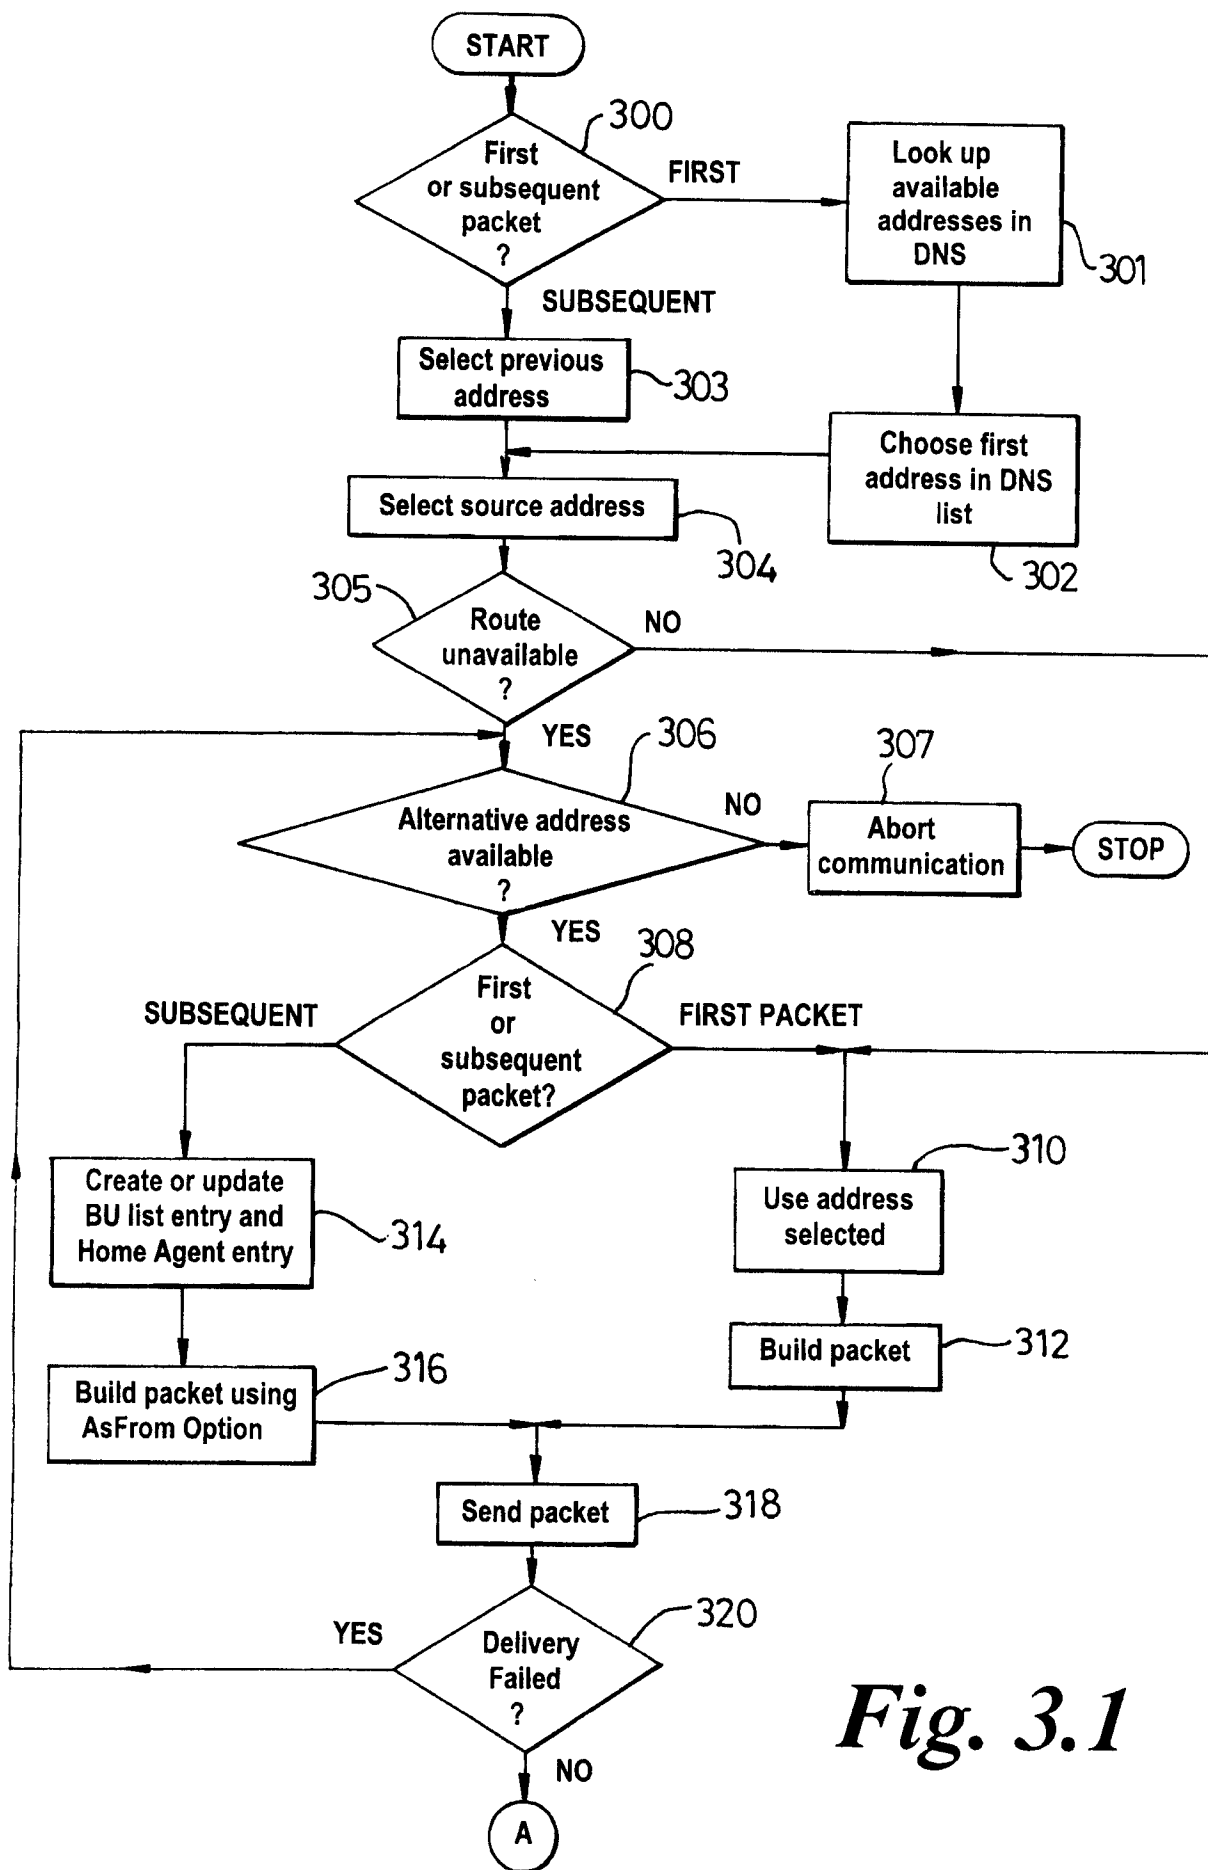 START
300
First
or subsequent
packet
?
FIRST
Look up
available
addresses in
DNS
301
SUBSEQUENT
Select previous
address
303
Choose first
address in DNS
list
302
Select source address
304
305
Route
unavailable
?
NO
YES
306
Alternative address
available
?
NO
307
Abort
communication
STOP
YES
308
First
or
subsequent
packet?
SUBSEQUENT
FIRST PACKET
Create or update
BU list entry and
Home Agent entry
314
310
Use address
selected
Build packet
312
Build packet using
AsFrom Option
316
Send packet
318
320
Delivery
Failed
?
YES
NO
A
Fig. 3.1